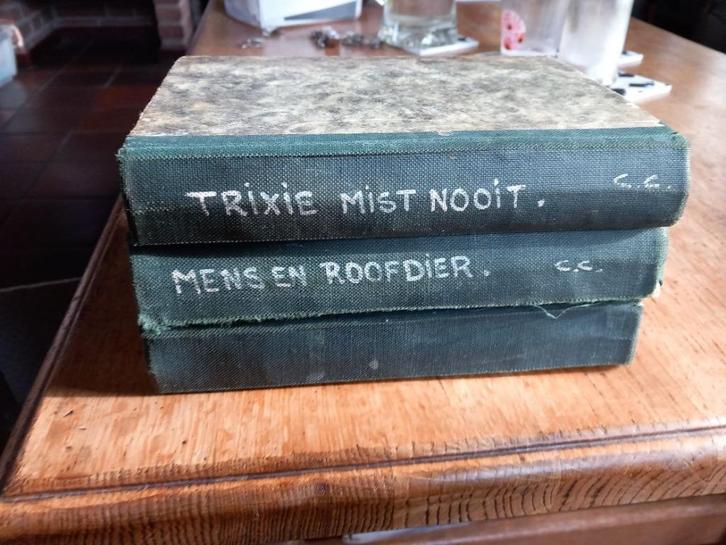 TRIXIE MIST NOOIT. C.C.
MENS EN ROOFDIER. C.C.